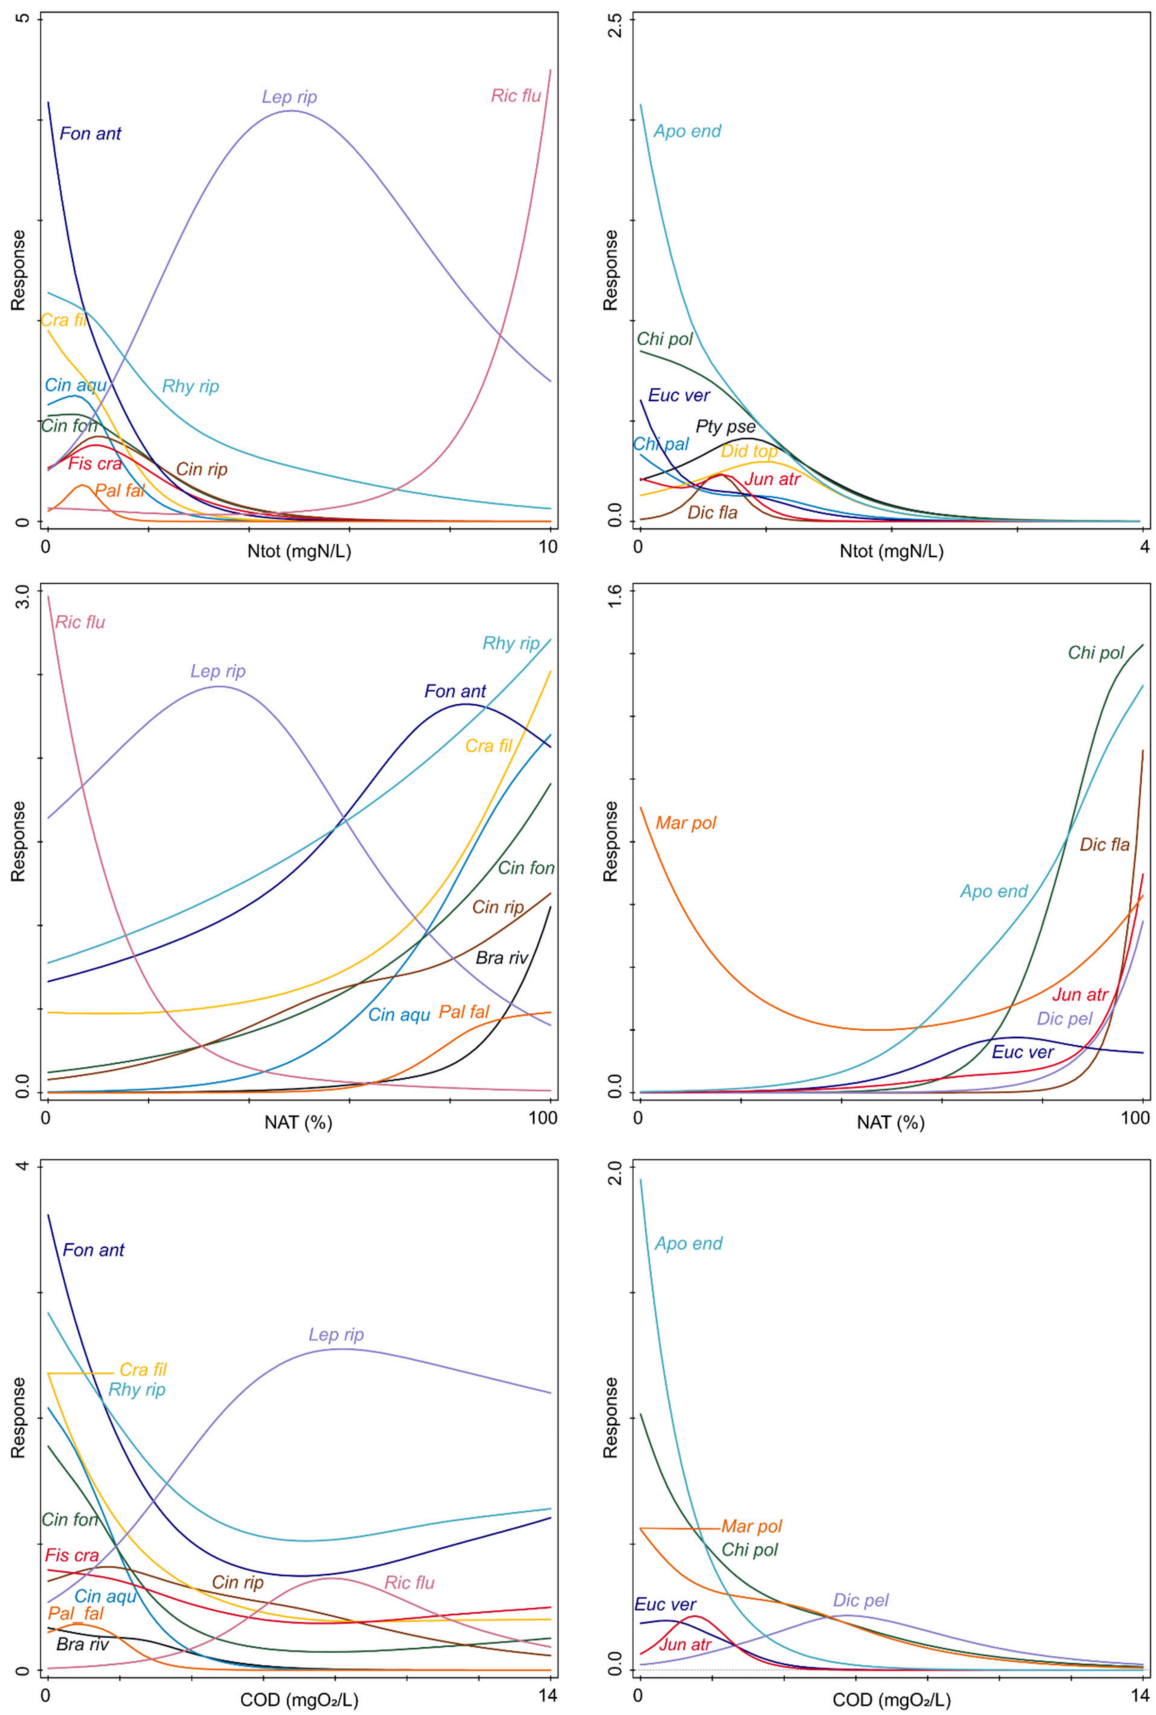 5
Response
0
Fon ant
Lep rip
Ric flu
Cra fil
Cin aqu
Rhy rip
Cin fon
Fis cra
Cin rip
Pal fal
0
Ntot (mgN/L)
10
2.5
Response
0.0
Apo end
Chi pol
Euc ver
Pty pse
Chi pal
Did top
Jun atr
Dic fla
0
Ntot (mgN/L)
4
3.0
Response
0.0
Ric flu
Rhy rip
Lep rip
Fon ant
Cra fil
Cin fon
Cin rip
Bra riv
Cin aqu
Pal fal
0
NAT (%)
100
1.6
Response
0.0
Chi pol
Mar pol
Dic fla
Apo end
Jun atr
Dic pel
Euc ver
0
NAT (%)
100
4
Response
0
Fon ant
Lep rip
Cra fil
Rhy rip
Cin fon
Fis cra
Cin rip
Ric flu
Cin aqu
Pal_fal
Bra riv
0
COD (mgO₂/L)
14
2.0
Response
0.0
Apo end
Mar pol
Chi pol
Euc ver
Dic pel
Jun atr
0
COD (mgO₂/L)
14